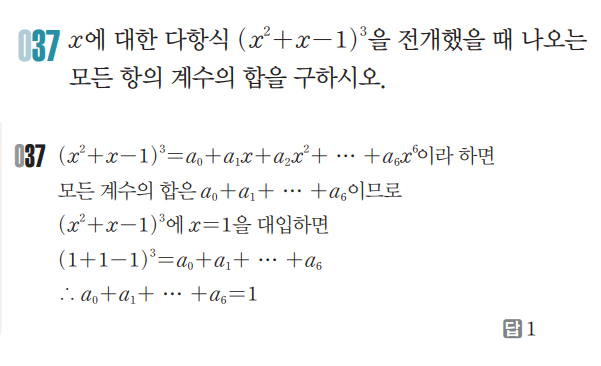 037 x에 대한 다항식 (x²+x−1)³을 전개했을 때 나오는
모든 항의 계수의 합을 구하시오.
037 (x²+x−1)³=a₀+a₁x+a₂x²+ ⋯ +a₆x⁶이라 하면
모든 계수의 합은 a₀+a₁+ ⋯ +a₆이므로
(x²+x−1)³에 x=1을 대입하면
(1+1−1)³=a₀+a₁+ ⋯ +a₆
∴ a₀+a₁+ ⋯ +a₆=1
답 1